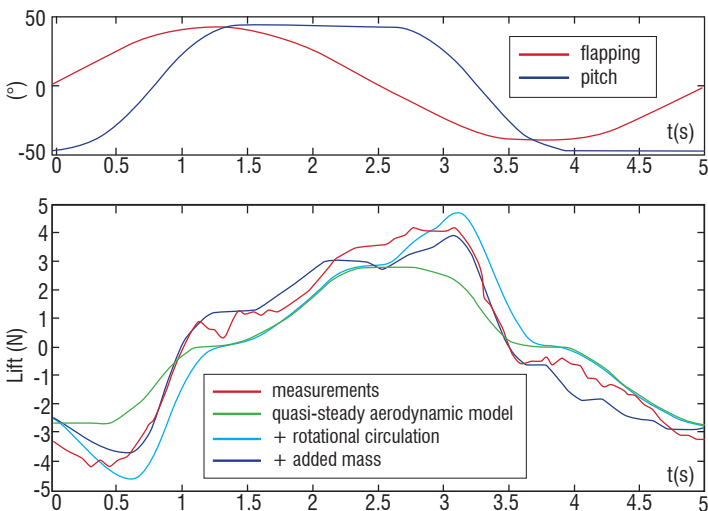 50
0
-50
(°)
flapping
pitch
t(s)
0 0.5 1 1.5 2 2.5 3 3.5 4 4.5 5
5
4
3
2
1
0
-1
-2
-3
-4
-5
Lift (N)
measurements
quasi-steady aerodynamic model
+ rotational circulation
+ added mass
t(s)
0 0.5 1 1.5 2 2.5 3 3.5 4 4.5 5